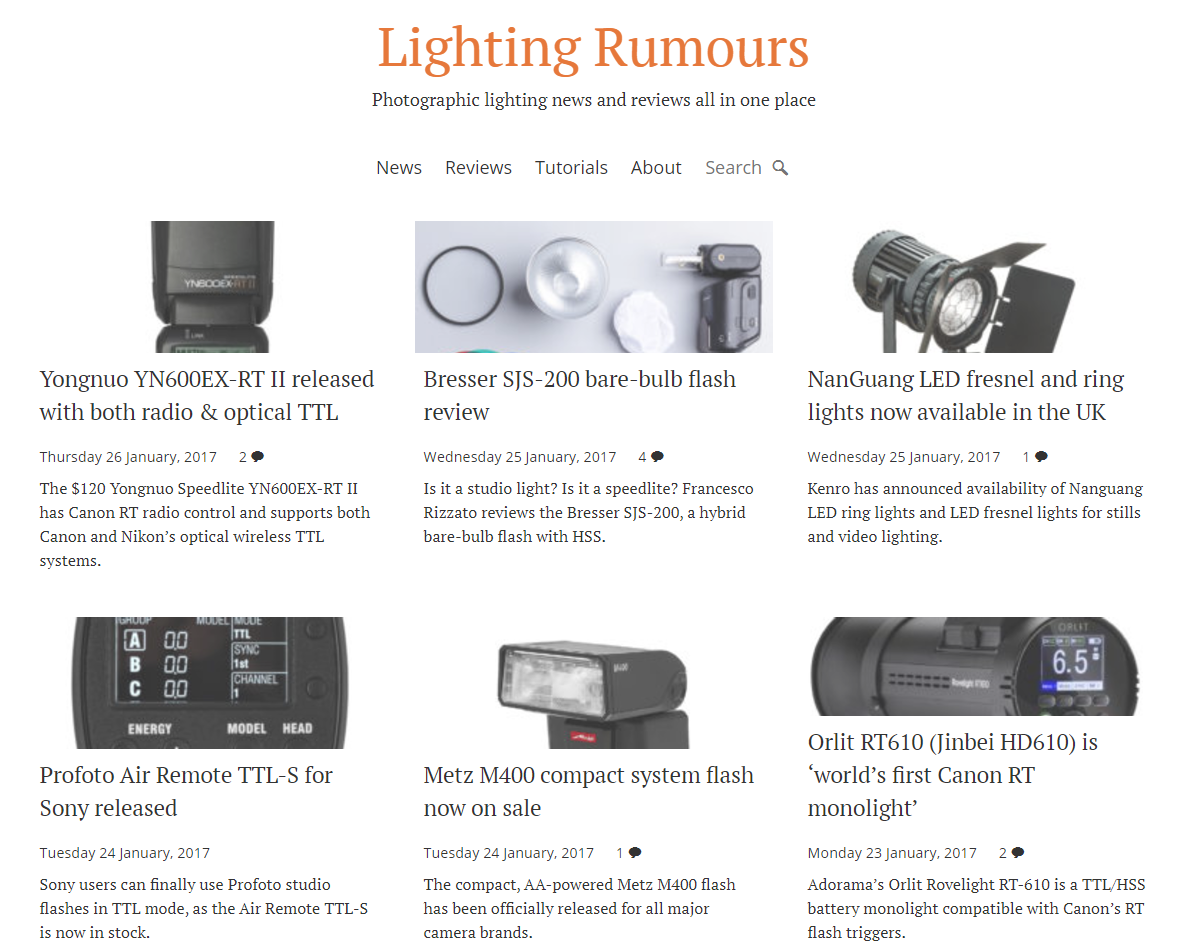 Lighting Rumours
Photographic lighting news and reviews all in one place
News Reviews Tutorials About Search
SPEEDLITE
YN600EX-RT II
LINK
Yongnuo YN600EX-RT II released
with both radio & optical TTL
Thursday 26 January, 2017 2
The $120 Yongnuo Speedlite YN600EX-RT II
has Canon RT radio control and supports both
Canon and Nikon’s optical wireless TTL
systems.
Bresser SJS-200 bare-bulb flash
review
Wednesday 25 January, 2017 4
Is it a studio light? Is it a speedlite? Francesco
Rizzato reviews the Bresser SJS-200, a hybrid
bare-bulb flash with HSS.
NanGuang LED fresnel and ring
lights now available in the UK
Wednesday 25 January, 2017 1
Kenro has announced availability of Nanguang
LED ring lights and LED fresnel lights for stills
and video lighting.
GROUP MODEL MODE
TTL
A 0,0
SYNC
B 0,0 1st
CHANNEL
C 0,0 1
ENERGY MODEL HEAD
Profoto Air Remote TTL-S for
Sony released
Tuesday 24 January, 2017
Sony users can finally use Profoto studio
flashes in TTL mode, as the Air Remote TTL-S
is now in stock.
M400
Metz
Metz M400 compact system flash
now on sale
Tuesday 24 January, 2017 1
The compact, AA-powered Metz M400 flash
has been officially released for all major
camera brands.
ORLIT
6.5
Rovelight RT610
Orlit RT610 (Jinbei HD610) is
‘world’s first Canon RT
monolight’
Monday 23 January, 2017 2
Adorama’s Orlit Rovelight RT-610 is a TTL/HSS
battery monolight compatible with Canon’s RT
flash triggers.